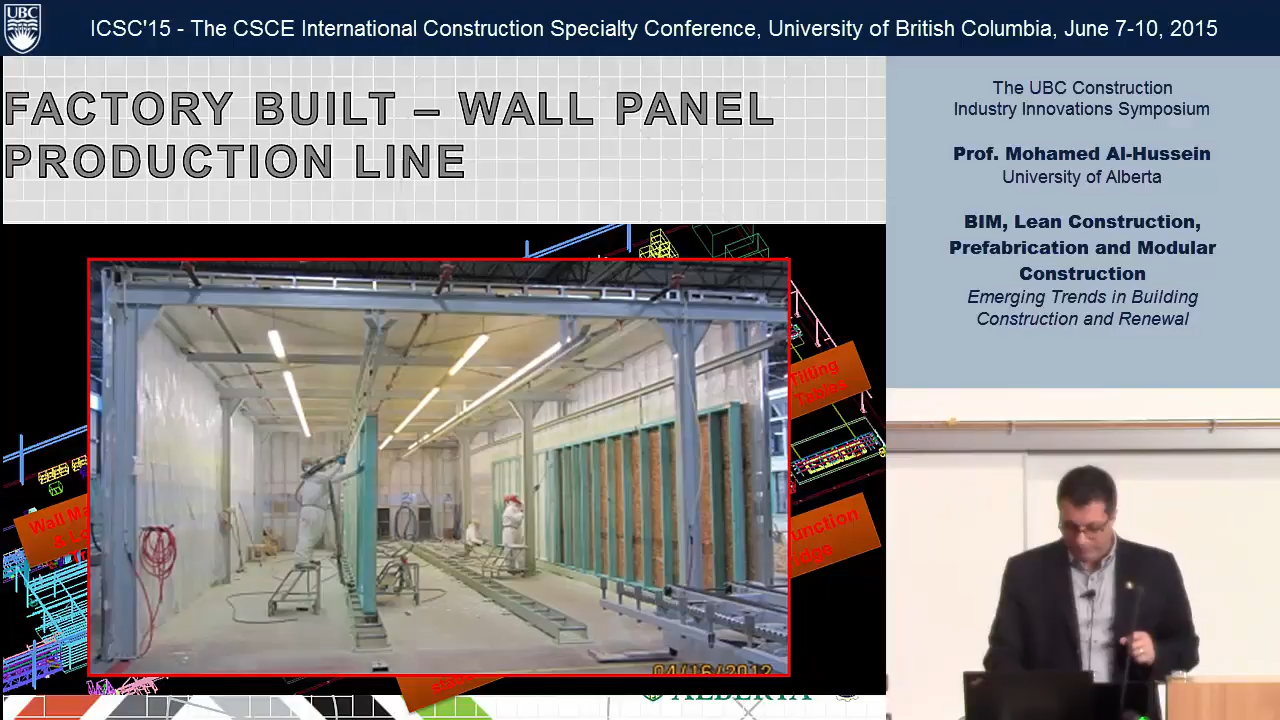 UBC
ICSC'15 - The CSCE International Construction Specialty Conference, University of British Columbia, June 7-10, 2015
FACTORY BUILT – WALL PANEL
PRODUCTION LINE
The UBC Construction
Industry Innovations Symposium
Prof. Mohamed Al-Hussein
University of Alberta
BIM, Lean Construction,
Prefabrication and Modular
Construction
Emerging Trends in Building
Construction and Renewal
Tilting
Tables
Wall
&
04/16/2012
ALBERTA